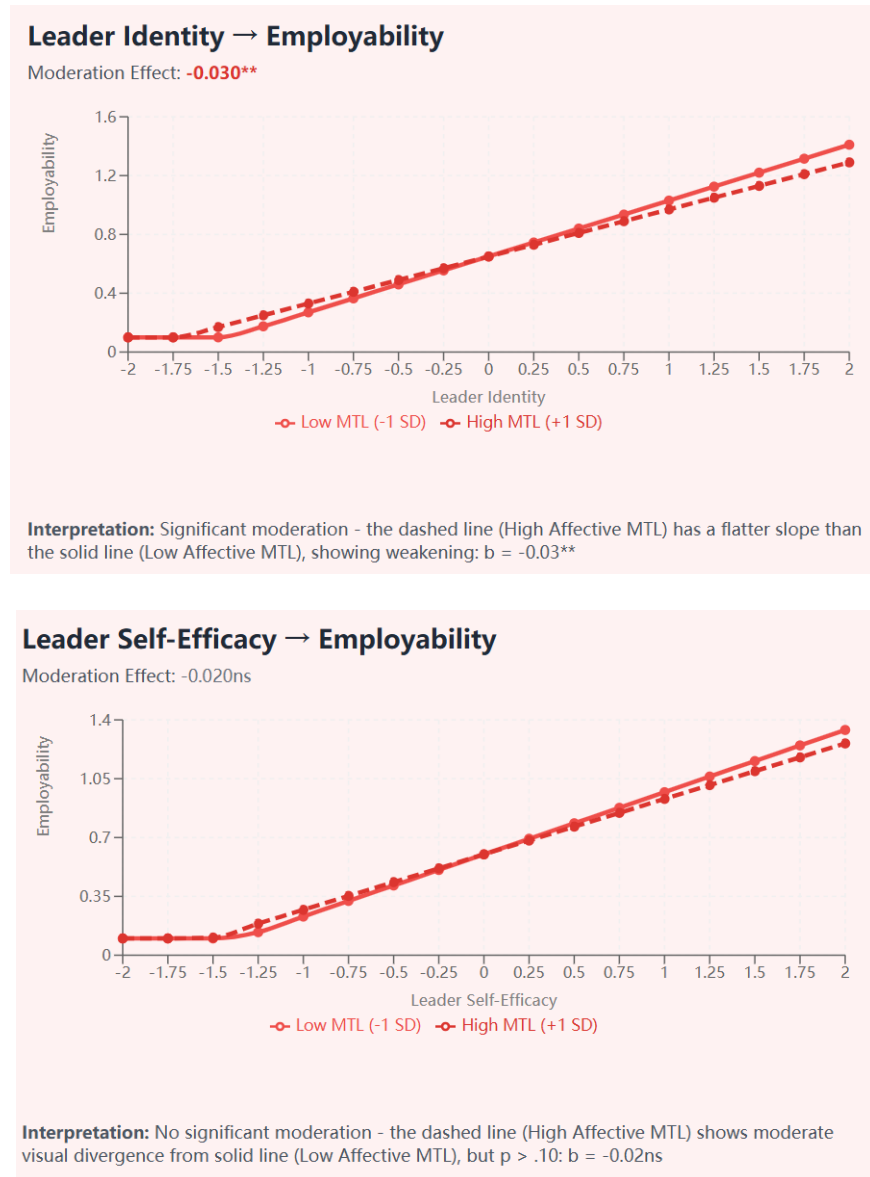 Leader Identity → Employability
Moderation Effect: -0.030**
1.6
1.2
0.8
0.4
0
Employability
-2 -1.75 -1.5 -1.25 -1 -0.75 -0.5 -0.25 0 0.25 0.5 0.75 1 1.25 1.5 1.75 2
Leader Identity
Low MTL (-1 SD) High MTL (+1 SD)
Interpretation: Significant moderation - the dashed line (High Affective MTL) has a flatter slope than
the solid line (Low Affective MTL), showing weakening: b = -0.03**
Leader Self-Efficacy → Employability
Moderation Effect: -0.020ns
1.4
1.05
0.7
0.35
0
Employability
-2 -1.75 -1.5 -1.25 -1 -0.75 -0.5 -0.25 0 0.25 0.5 0.75 1 1.25 1.5 1.75 2
Leader Self-Efficacy
Low MTL (-1 SD) High MTL (+1 SD)
Interpretation: No significant moderation - the dashed line (High Affective MTL) shows moderate
visual divergence from solid line (Low Affective MTL), but p > .10: b = -0.02ns